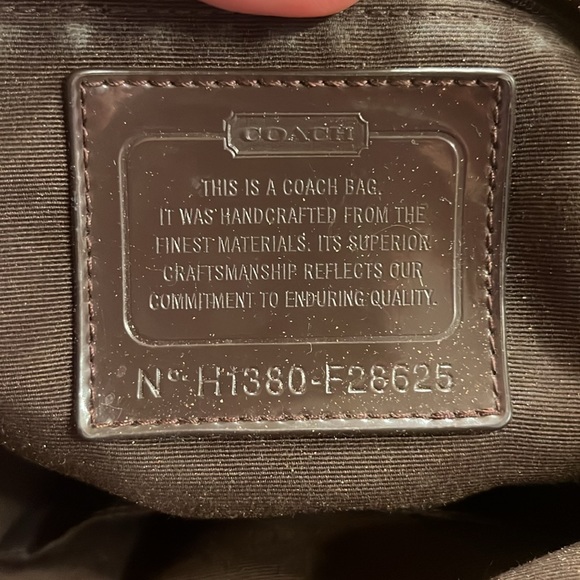 COACH
THIS IS A COACH BAG.
IT WAS HANDCRAFTED FROM THE
FINEST MATERIALS. ITS SUPERIOR
CRAFTSMANSHIP REFLECTS OUR
COMMITMENT TO ENDURING QUALITY.
Nº H1380-F28625